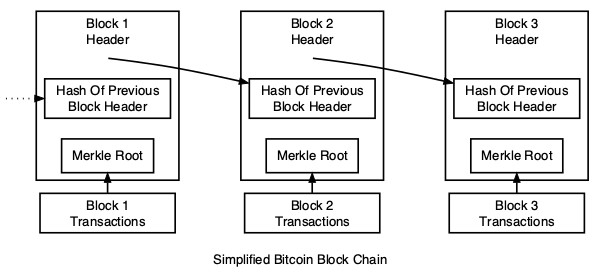 Block 1
Header
Hash Of Previous
Block Header
Merkle Root
Block 1
Transactions
Block 2
Header
Hash Of Previous
Block Header
Merkle Root
Block 2
Transactions
Block 3
Header
Hash Of Previous
Block Header
Merkle Root
Block 3
Transactions
Simplified Bitcoin Block Chain